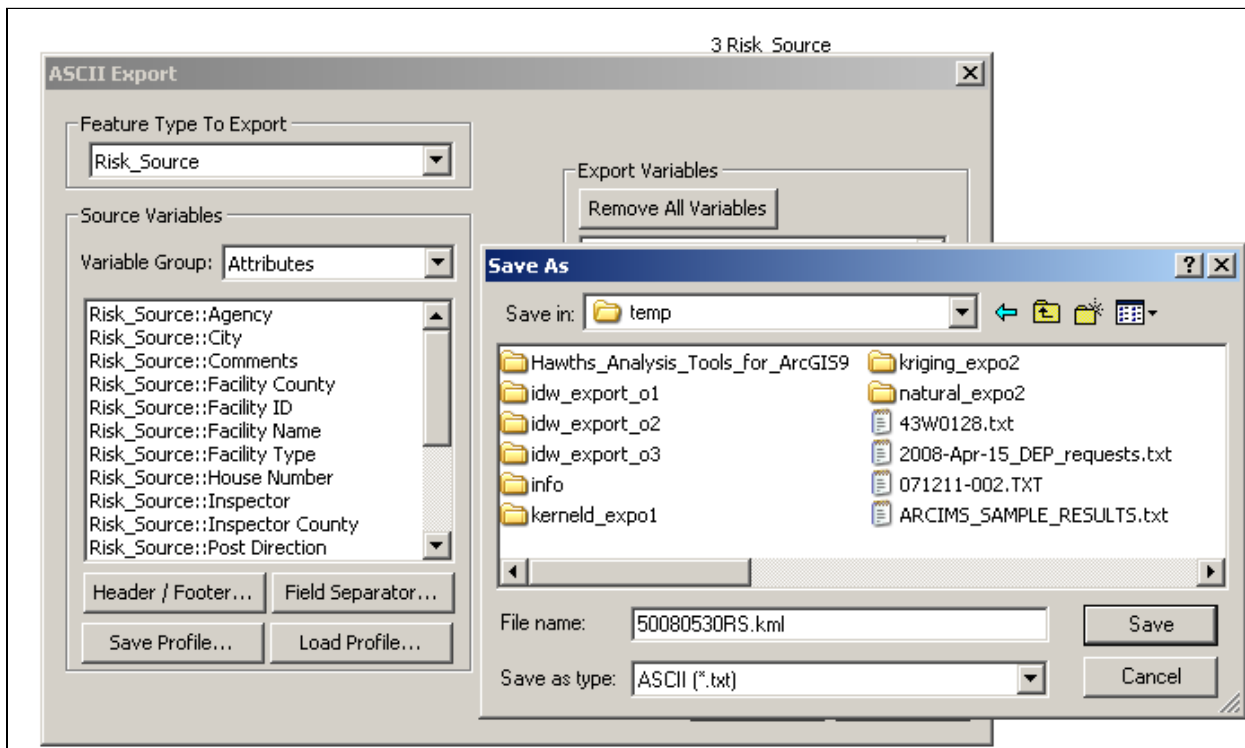 3 Risk_Source
ASCII Export
Feature Type To Export
Risk_Source
Export Variables
Remove All Variables
Source Variables
Variable Group: Attributes
Risk_Source::Agency
Risk_Source::City
Risk_Source::Comments
Risk_Source::Facility County
Risk_Source::Facility ID
Risk_Source::Facility Name
Risk_Source::Facility Type
Risk_Source::House Number
Risk_Source::Inspector
Risk_Source::Inspector County
Risk_Source::Post Direction
Header / Footer... Field Separator...
Save Profile... Load Profile...
Save As
Save in: temp
Hawths_Analysis_Tools_for_ArcGIS9
idw_export_o1
idw_export_o2
idw_export_o3
info
kerneld_expo1
kriging_expo2
natural_expo2
43W0128.txt
2008-Apr-15_DEP_requests.txt
071211-002.TXT
ARCIMS_SAMPLE_RESULTS.txt
File name: 50080530RS.kml Save
Save as type: ASCII (*.txt) Cancel